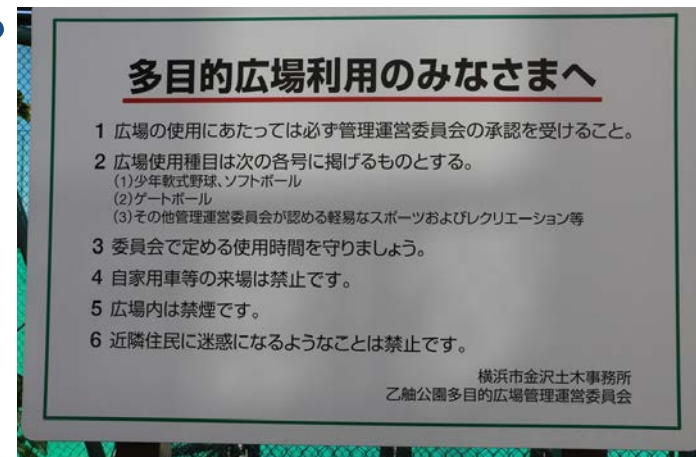 多目的広場利用のみなさまへ
1 広場の使用にあたっては必ず管理運営委員会の承認を受けること。
2 広場使用種目は次の各号に掲げるものとする。
(1)少年軟式野球、ソフトボール
(2)ゲートボール
(3)その他管理運営委員会が認める軽易なスポーツおよびレクリエーション等
3 委員会で定める使用時間を守りましょう。
4 自家用車等の来場は禁止です。
5 広場内は禁煙です。
6 近隣住民に迷惑になるようなことは禁止です。
横浜市金沢土木事務所
乙舳公園多目的広場管理運営委員会